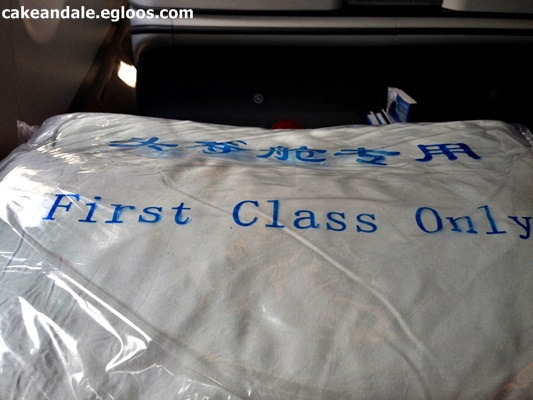 cakeandale.egloos.com
头等舱专用
First Class Only